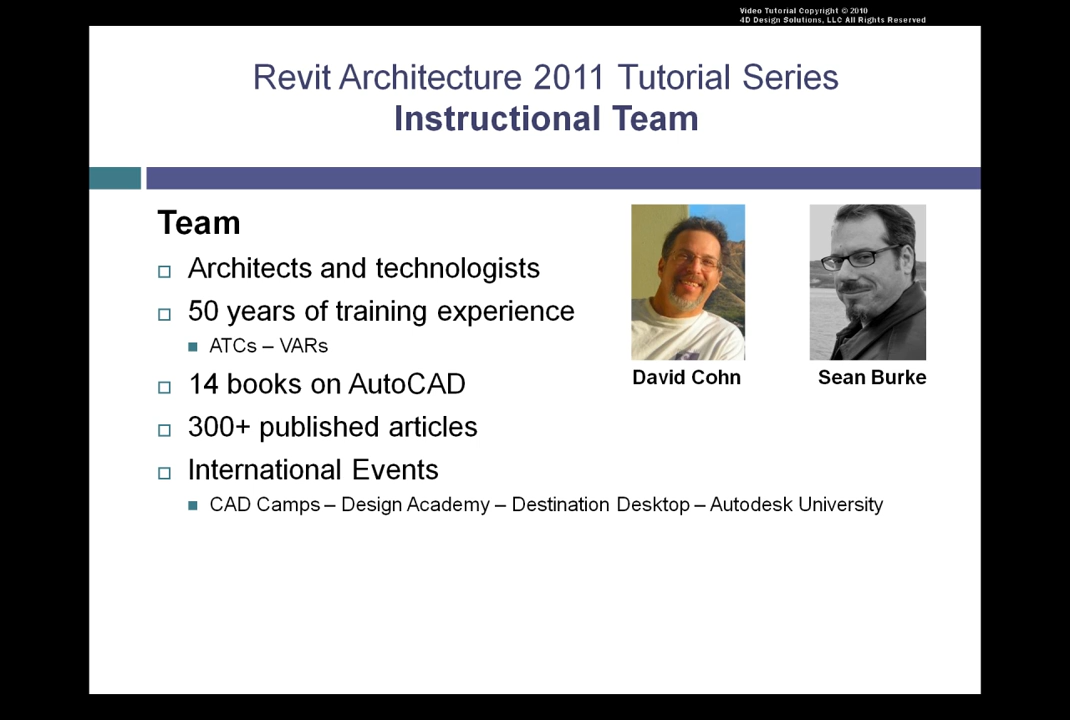 Video Tutorial Copyright © 2010
4D Design Solutions, LLC All Rights Reserved
Revit Architecture 2011 Tutorial Series
Instructional Team
Team
Architects and technologists
50 years of training experience
ATCs – VARs
14 books on AutoCAD
300+ published articles
International Events
CAD Camps – Design Academy – Destination Desktop – Autodesk University
David Cohn
Sean Burke